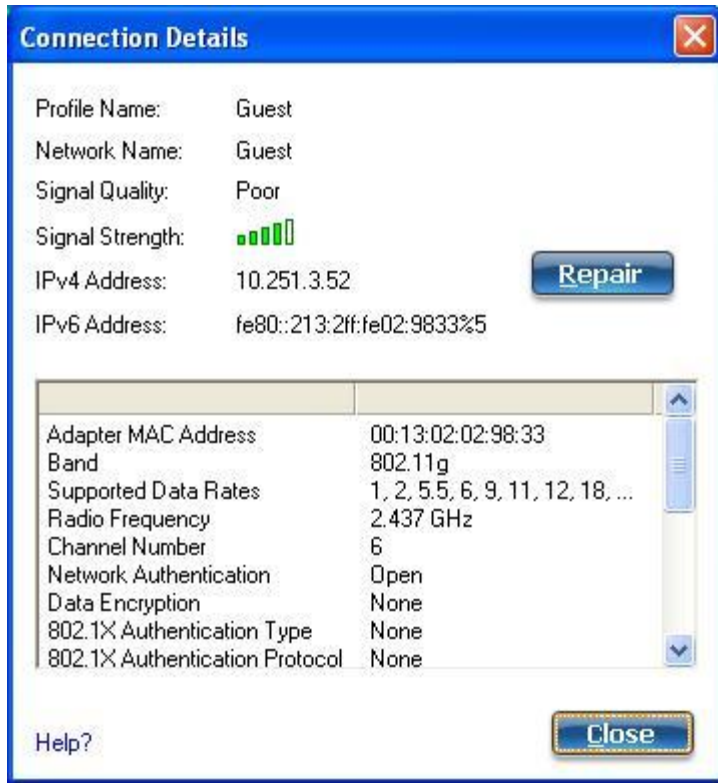 Connection Details
Profile Name: Guest
Network Name: Guest
Signal Quality: Poor
Signal Strength:
IPv4 Address: 10.251.3.52
Repair
IPv6 Address: fe80::213:2ff:fe02:9833%5
Adapter MAC Address 00:13:02:02:98:33
Band 802.11g
Supported Data Rates 1, 2, 5.5, 6, 9, 11, 12, 18, ...
Radio Frequency 2.437 GHz
Channel Number 6
Network Authentication Open
Data Encryption None
802.1X Authentication Type None
802.1X Authentication Protocol None
Help?
Close